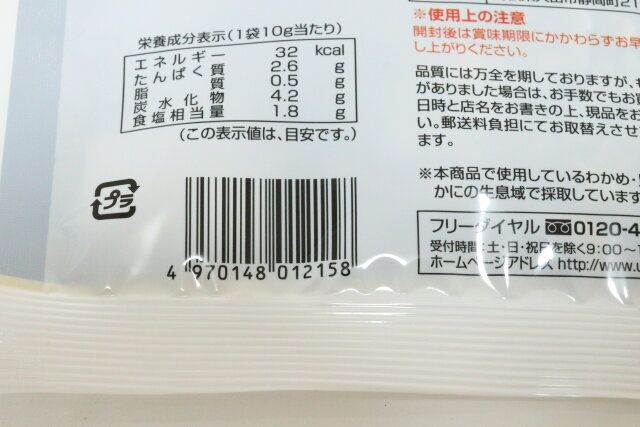 栄養成分表示(1袋10g当たり)
エネルギー 32 kcal
たんぱく質 2.6 g
脂質 0.5 g
炭水化物 4.2 g
食塩相当量 1.8 g
(この表示値は、目安です。)
プラ
4 970148 012158
※使用上の注意
開封後は賞味期限にかかわらずお早
し上がりください。
品質には万全を期しておりますが、
がありました場合は、お手数でもお買
日時と店名をお書きの上、現品をお
い。郵送料負担にてお取替えさせ
ます。
※本商品で使用しているわかめ・
かにの生息域で採取しています
フリーダイヤル 0120-4
受付時間:土・日・祝日を除く9:00~1
ホームページアドレス http://www.u